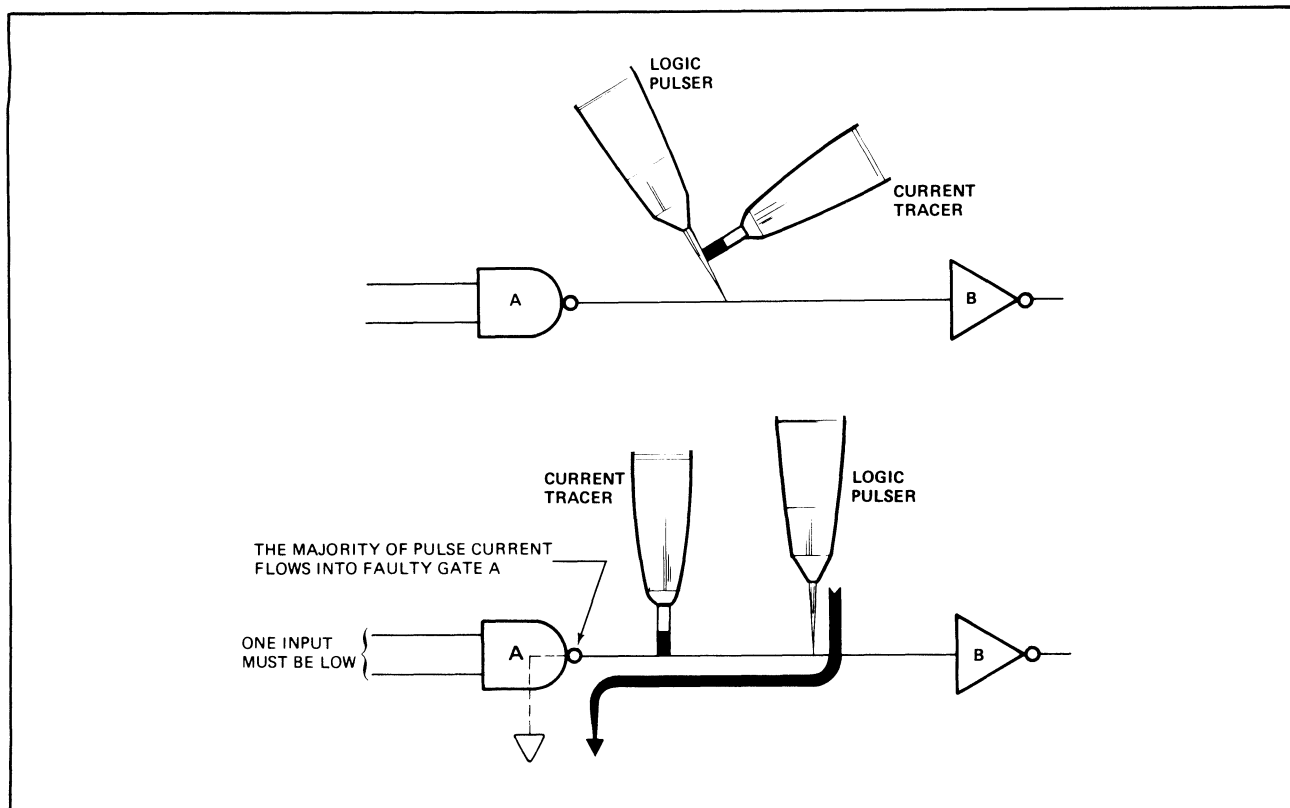 LOGIC
PULSER
CURRENT
TRACER
A
B
CURRENT
TRACER
LOGIC
PULSER
THE MAJORITY OF PULSE CURRENT
FLOWS INTO FAULTY GATE A
ONE INPUT
MUST BE LOW
A
B